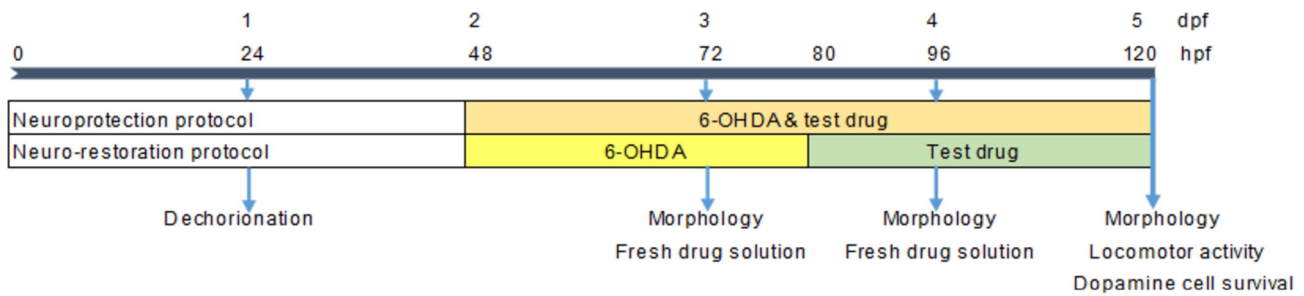 1 2 3 4 5 dpf
0 24 48 72 80 96 120 hpf
Neuroprotection protocol 6-OHDA & test drug
Neuro-restoration protocol 6-OHDA Test drug
Dechorionation Morphology Morphology Morphology
Fresh drug solution Fresh drug solution Locomotor activity
Dopamine cell survival